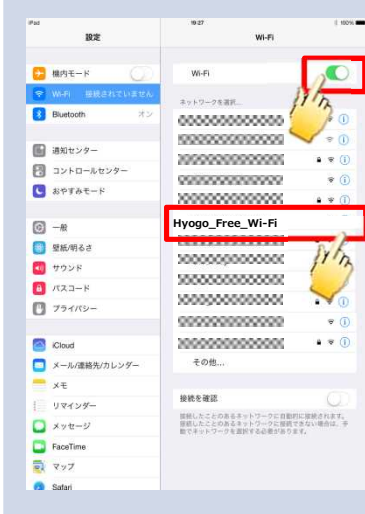 iPad
19:27
100%
設定
Wi-Fi
機内モード
Wi-Fi 接続されていません
Bluetooth オン
通知センター
コントロールセンター
おやすみモード
一般
壁紙/明るさ
サウンド
パスコード
プライバシー
iCloud
メール/連絡先/カレンダー
メモ
リマインダー
メッセージ
FaceTime
マップ
Safari
Wi-Fi
ネットワークを選択...
Hyogo_Free_Wi-Fi
その他...
接続を確認
接続したことのあるネットワークに自動的に接続されます。
接続したことのあるネットワークに接続できない場合は、手
動でネットワークを選択する必要があります。